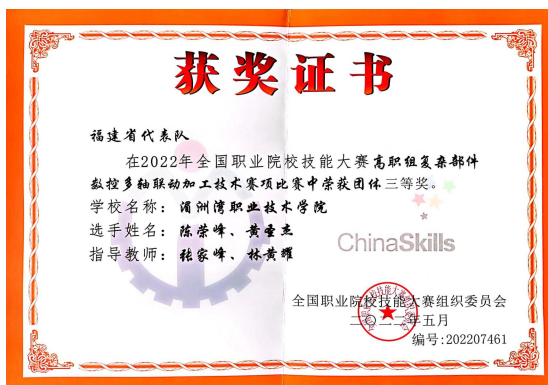 获奖证书
福建省代表队
在2022年全国职业院校技能大赛高职组复杂部件
数控多轴联动加工技术赛项比赛中荣获团体三等奖。
学校名称：湄洲湾职业技术学院
选手姓名：陈荣峰、黄圣杰
指导教师：张家峰、林黄耀
ChinaSkills
全国职业院校技能大赛组织委员会
二〇二二年五月
编号:202207461